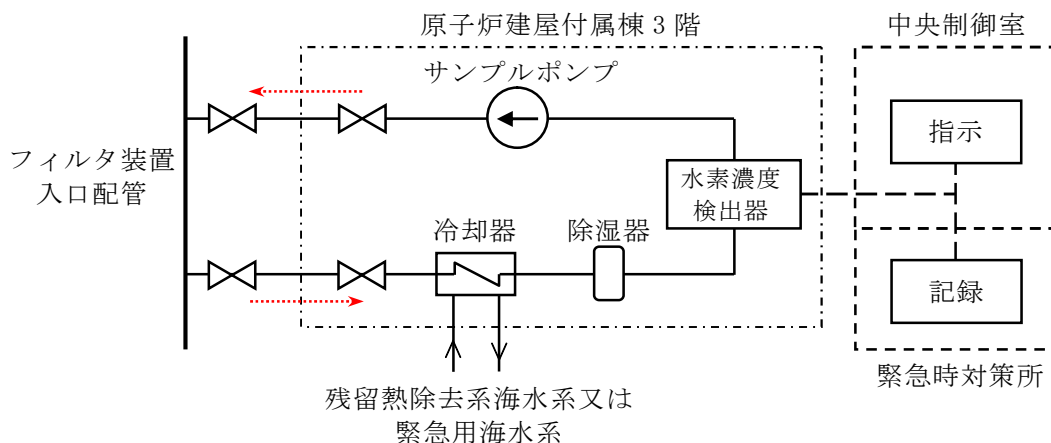 原子炉建屋付属棟3階
中央制御室
サンプルポンプ
指示
フィルタ装置
入口配管
水素濃度
検出器
冷却器
除湿器
記録
緊急時対策所
残留熱除去系海水系又は
緊急用海水系